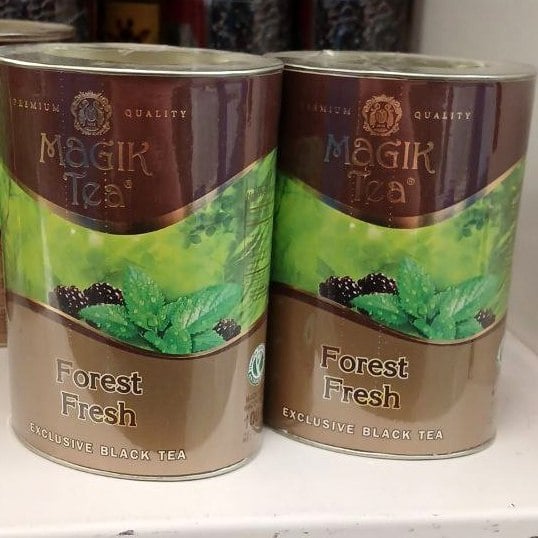 PREMIUM QUALITY
MAGIK
Tea®
Forest
Fresh
EXCLUSIVE BLACK TEA
PREMIUM QUALITY
MAGIK
Tea®
Forest
Fresh
EXCLUSIVE BLACK TEA